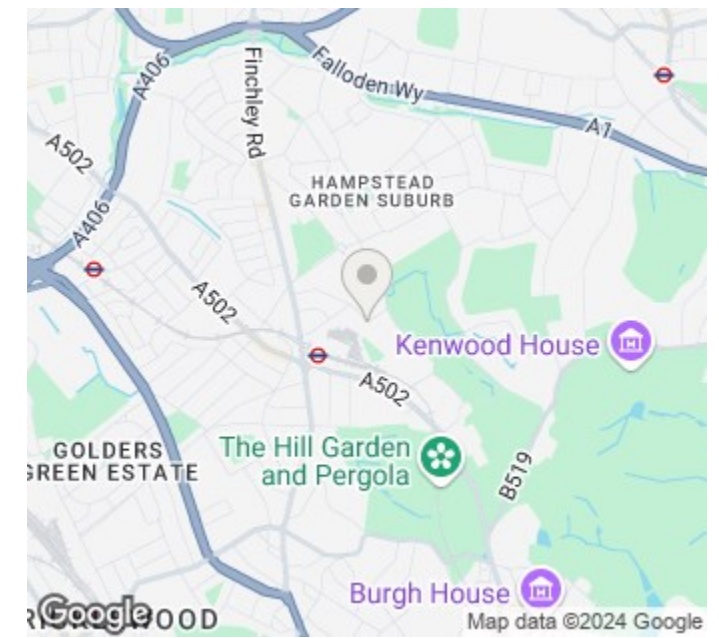 Finchley Rd
Falloden Wy
A406
A1
A502
HAMPSTEAD
GARDEN SUBURB
A406
A502
Kenwood House
A502
The Hill Garden
and Pergola
GOLDERS
GREEN ESTATE
B519
Burgh House
Google
WOOD
Map data ©2024 Google